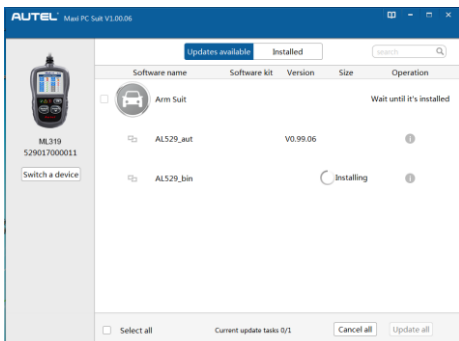 AUTEL Maxi PC Suit V1.00.06
Updates available Installed search
Software name Software kit Version Size Operation
Arm Suit Wait until it's installed
AL529_aut V0.99.06
ML319
529017000011
Switch a device
AL529_bin Installing
Select all Current update tasks 0/1 Cancel all Update all